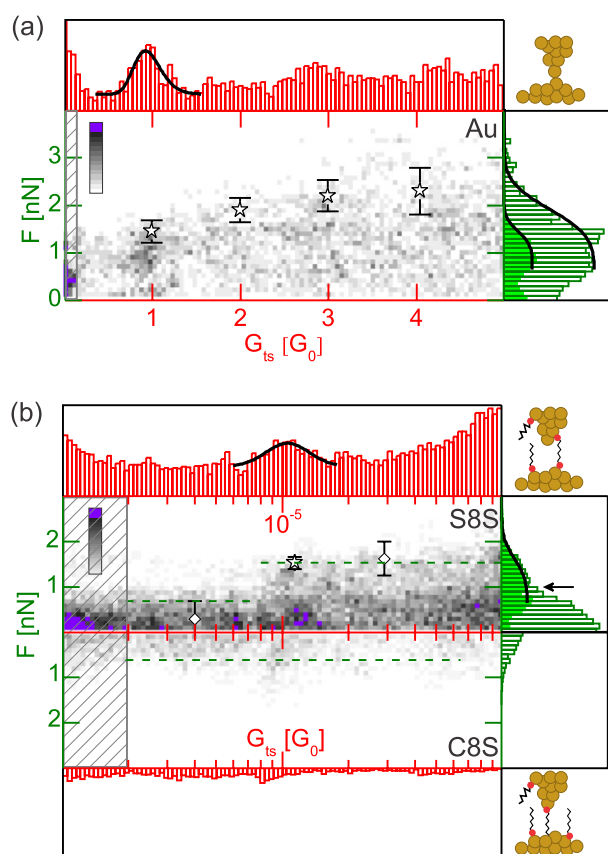 (a)
Au
3
2
1
0
F [nN]
1 2 3 4
G_ts [G_0]
(b)
10^-5
S8S
2
1
F [nN]
1
2
G_ts [G_0]
C8S